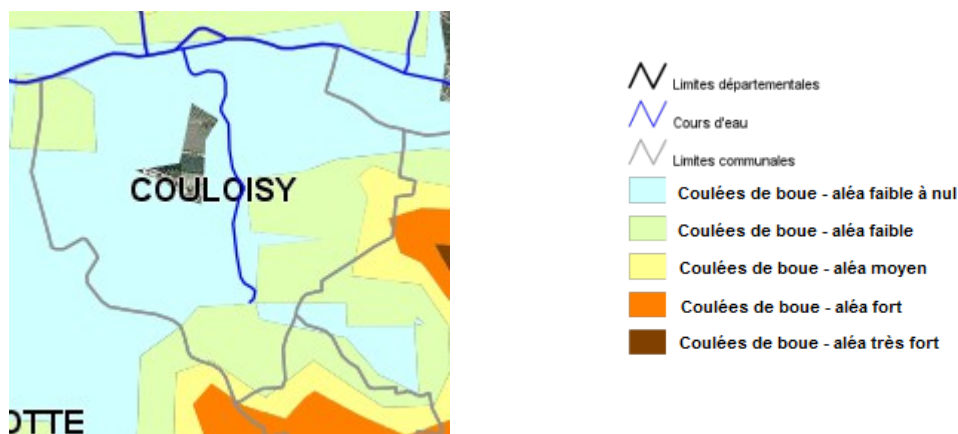 COULOISY
OTTE
Limites départementales
Cours d'eau
Limites communales
Coulées de boue - aléa faible à nul
Coulées de boue - aléa faible
Coulées de boue - aléa moyen
Coulées de boue - aléa fort
Coulées de boue - aléa très fort